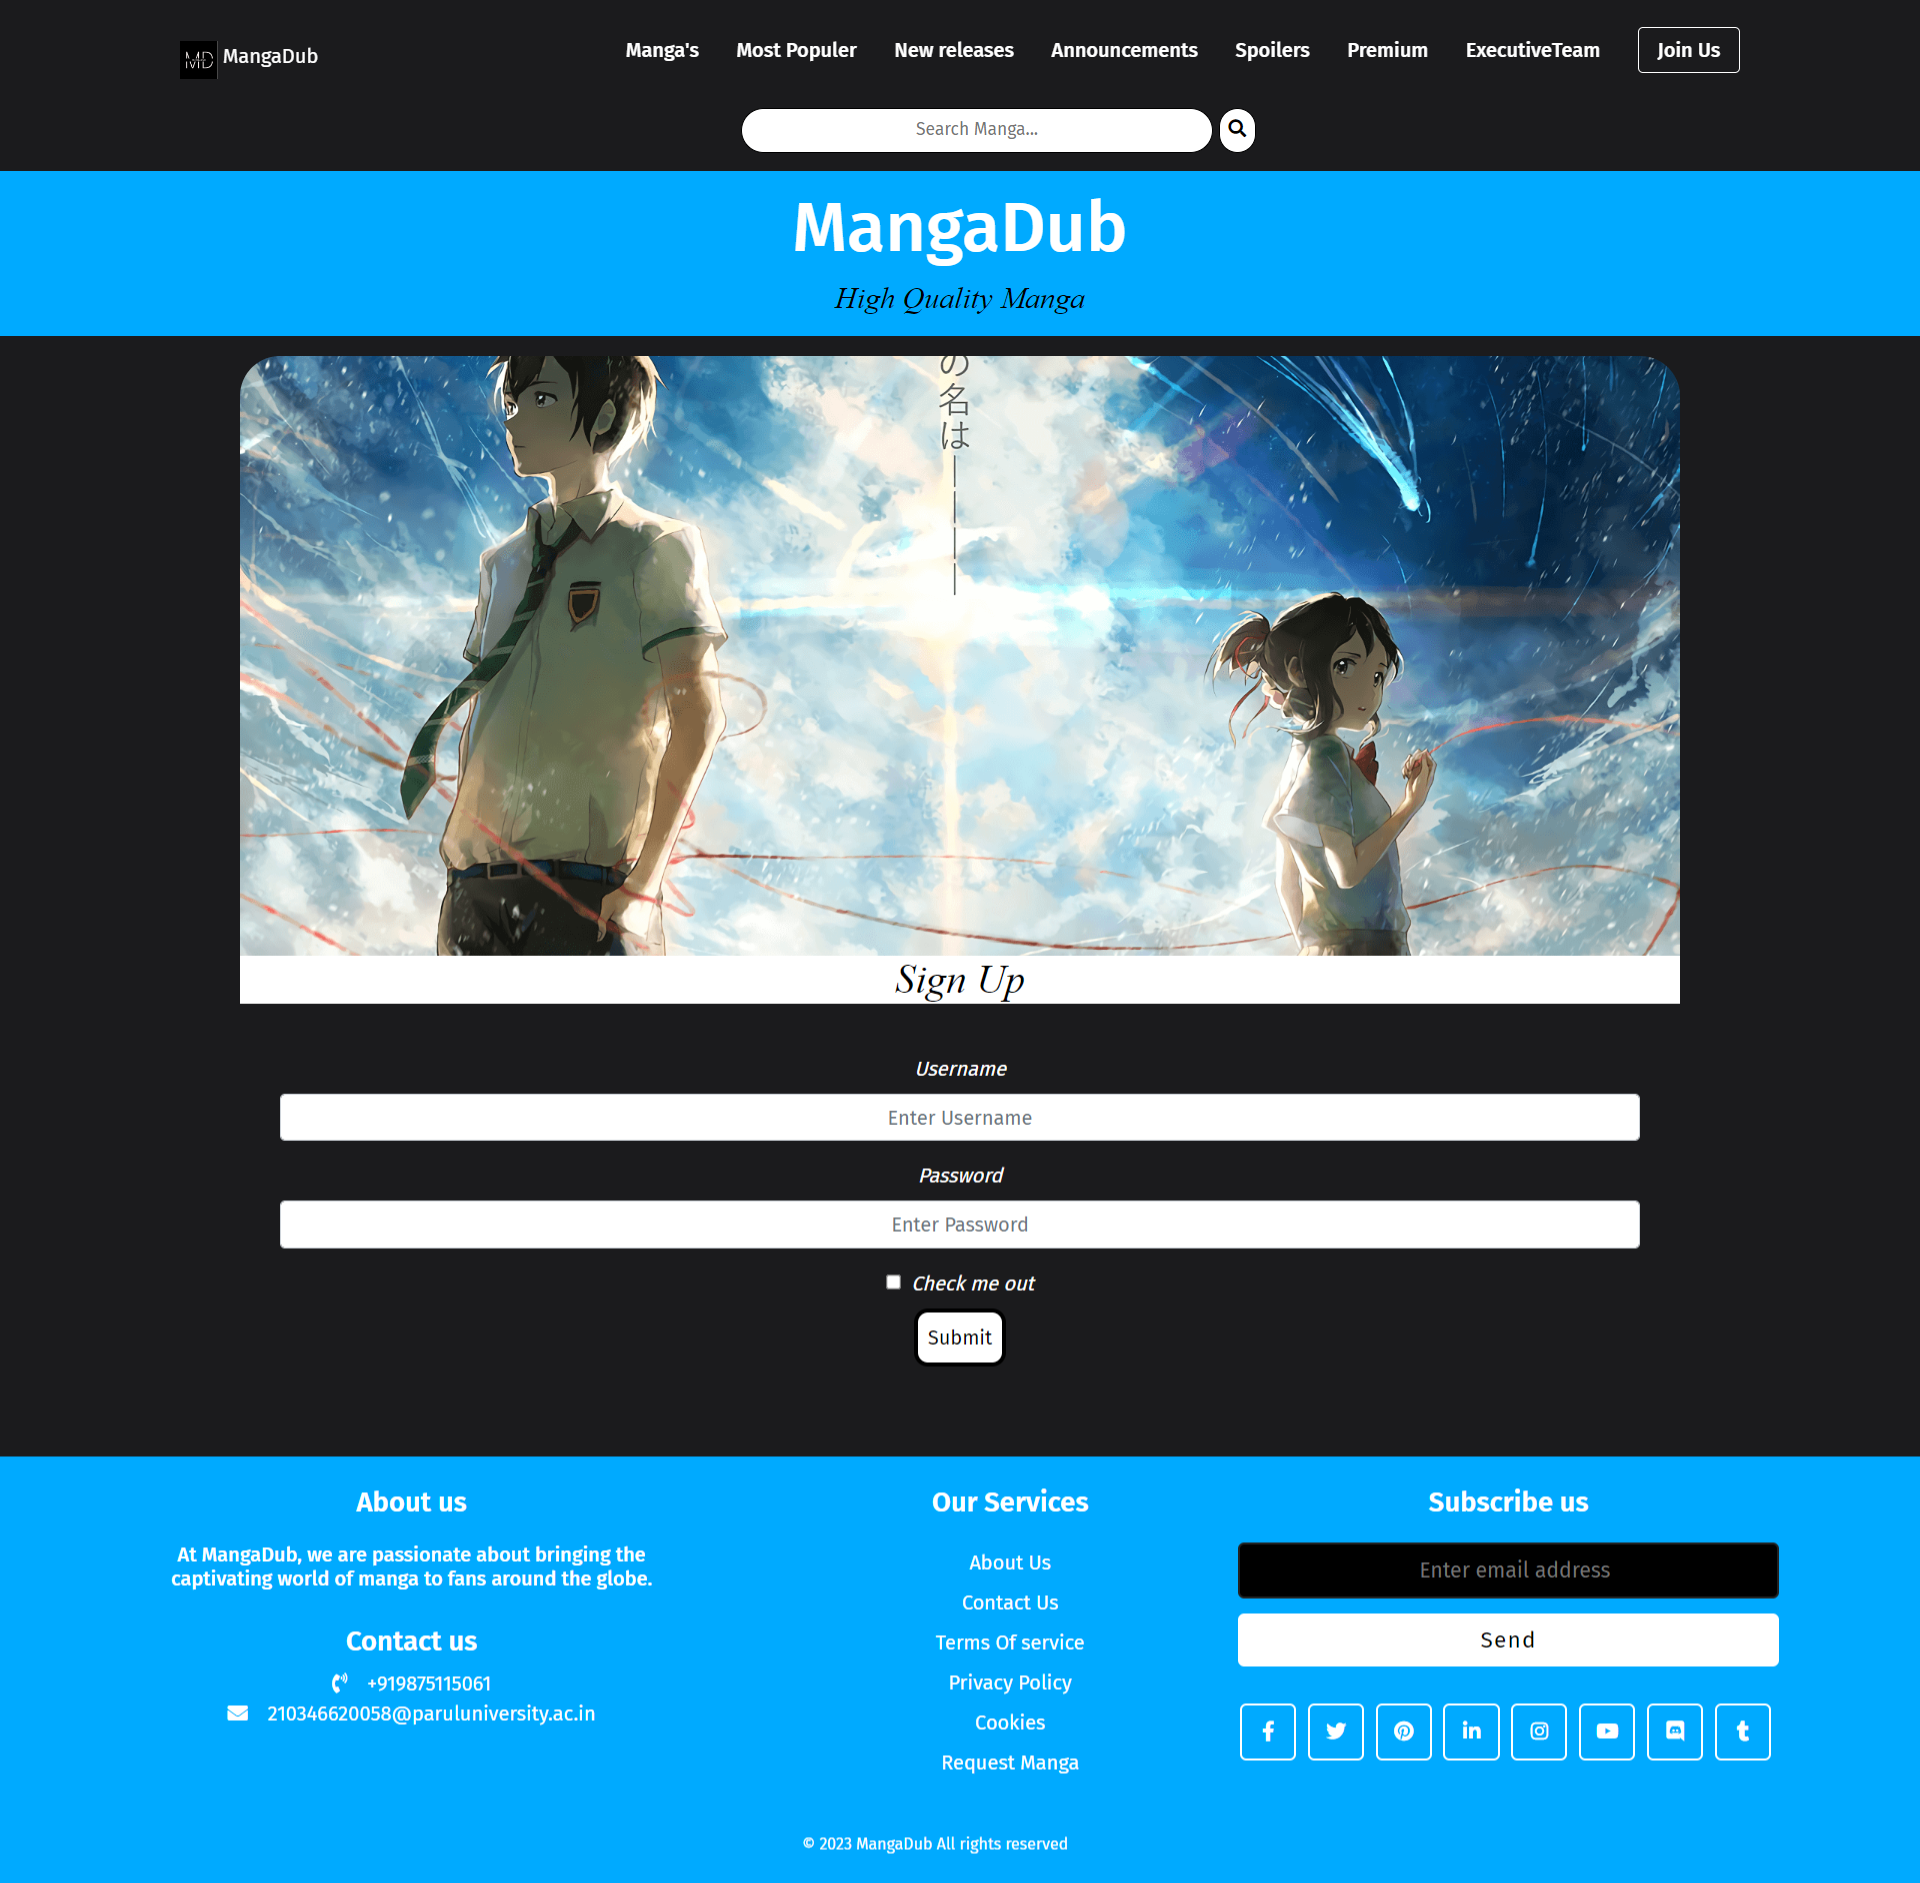 MD MangaDub
Manga's Most Populer New releases Announcements Spoilers Premium ExecutiveTeam Join Us
Search Manga...
MangaDub
High Quality Manga
の名は————
Sign Up
Username
Enter Username
Password
Enter Password
Check me out
Submit
About us
At MangaDub, we are passionate about bringing the
captivating world of manga to fans around the globe.
Contact us
+919875115061
210346620058@paruluniversity.ac.in
Our Services
About Us
Contact Us
Terms Of service
Privacy Policy
Cookies
Request Manga
Subscribe us
Enter email address
Send
© 2023 MangaDub All rights reserved